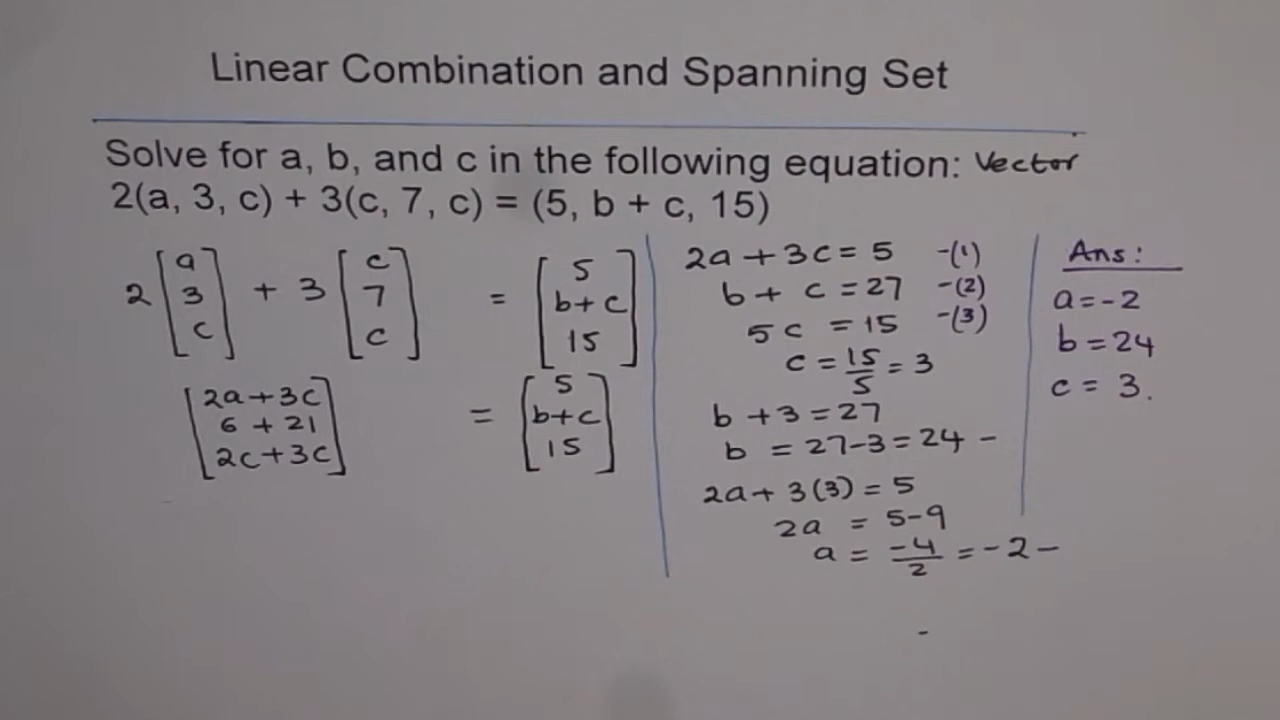 Linear Combination and Spanning Set
Solve for a, b, and c in the following equation: Vector
2(a, 3, c) + 3(c, 7, c) = (5, b + c, 15)
2 [a 3 c] + 3 [c 7 c] = [5 b+c 15]
[2a+3c 6+21 2c+3c] = [5 b+c 15]
2a + 3c = 5 -(1)
b + c = 27 -(2)
5c = 15 -(3)
c = 15/5 = 3
b + 3 = 27
b = 27-3 = 24 -
2a + 3(3) = 5
2a = 5-9
a = -4/2 = -2 -
Ans:
a = -2
b = 24
c = 3.